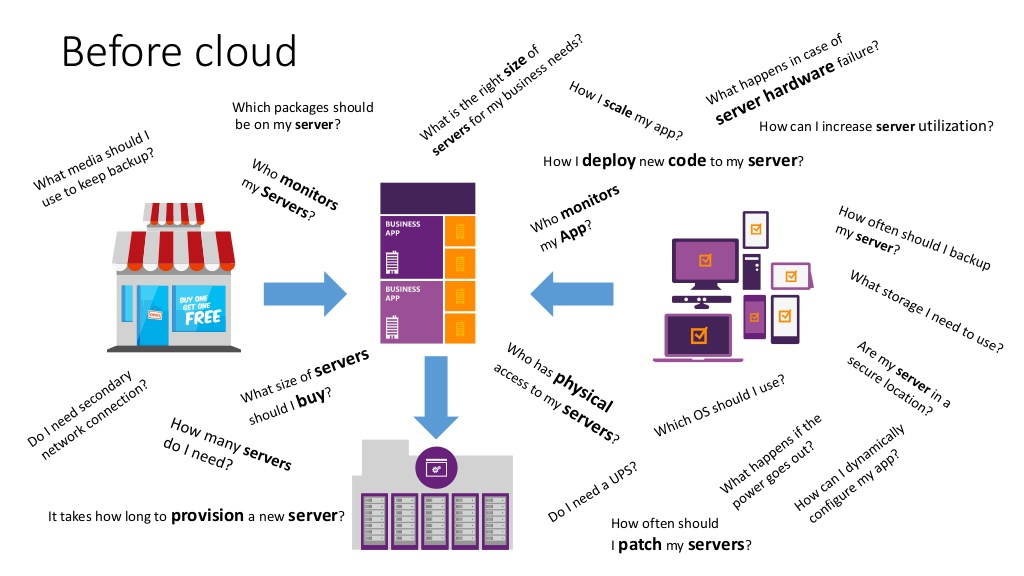 Before cloud
What media should I
use to keep backup?
Which packages should
be on my server?
Who monitors
my Servers?
What is the right size of
servers for my business needs?
How I scale my app?
What happens in case of
server hardware failure?
How can I increase server utilization?
How I deploy new code to my server?
Who monitors
my App?
How often should I backup
my server?
What storage I need to use?
BUSINESS
APP
BUSINESS
APP
OPEN
BUY ONE
GET ONE
FREE
Are my server in a
secure location?
What size of servers
should I buy?
Who has physical
access to my servers?
Which OS should I use?
Do I need secondary
network connection?
How many servers
do I need?
What happens if the
power goes out?
How can I dynamically
configure my app?
Do I need a UPS?
It takes how long to provision a new server?
How often should
I patch my servers?